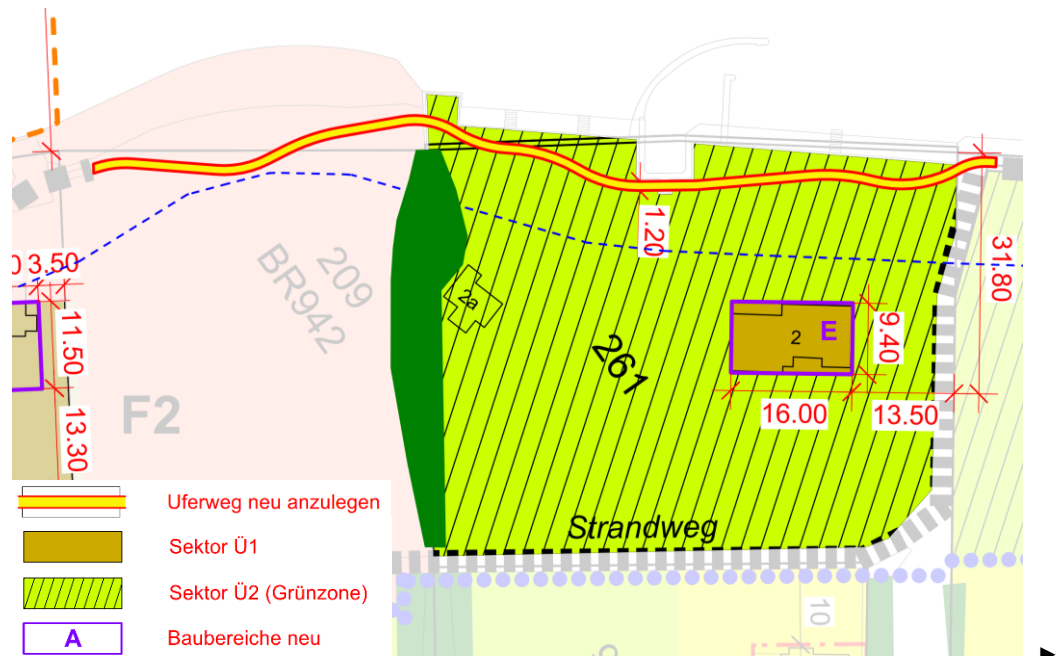 1.20
31.80
0 3.50
209
BR942
2a
11.50
2
E
9.40
261
16.00
13.50
F2
13.30
Uferweg neu anzulegen
Strandweg
Sektor Ü1
Sektor Ü2 (Grünzone)
10
A
Baubereiche neu